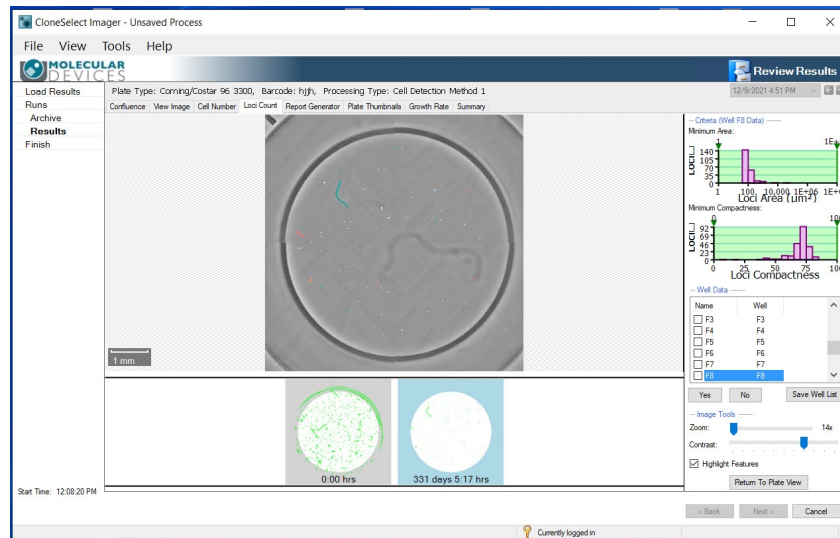 CloneSelect Imager - Unsaved Process
File View Tools Help
MOLECULAR
DEVICES
Review Results
Load Results
Runs
Archive
Results
Finish
Plate Type: Corning/Costar 96 3300, Barcode: hjjh, Processing Type: Cell Detection Method 1
12/9/2021 4:51 PM
Confluence View Image Cell Number Loci Count Report Generator Plate Thumbnails Growth Rate Summary
Criteria (Well F8 Data)
Minimum Area:
1
Loci
140
105
70
35
0
1 100 10,000 1E+06
Loci Area (µm²)
Minimum Compactness:
0
Loci
92
69
46
23
0
0 25 50 75
Loci Compactness
Well Data
Name Well
F3 F3
F4 F4
F5 F5
F6 F6
F7 F7
F8 F8
Yes No Save Well List
Image Tools
Zoom: 14x
Contrast:
Highlight Features
Return To Plate View
1 mm
0:00 hrs
331 days 5:17 hrs
Start Time: 12:08:20 PM
< Back Next > Cancel
Currently logged in